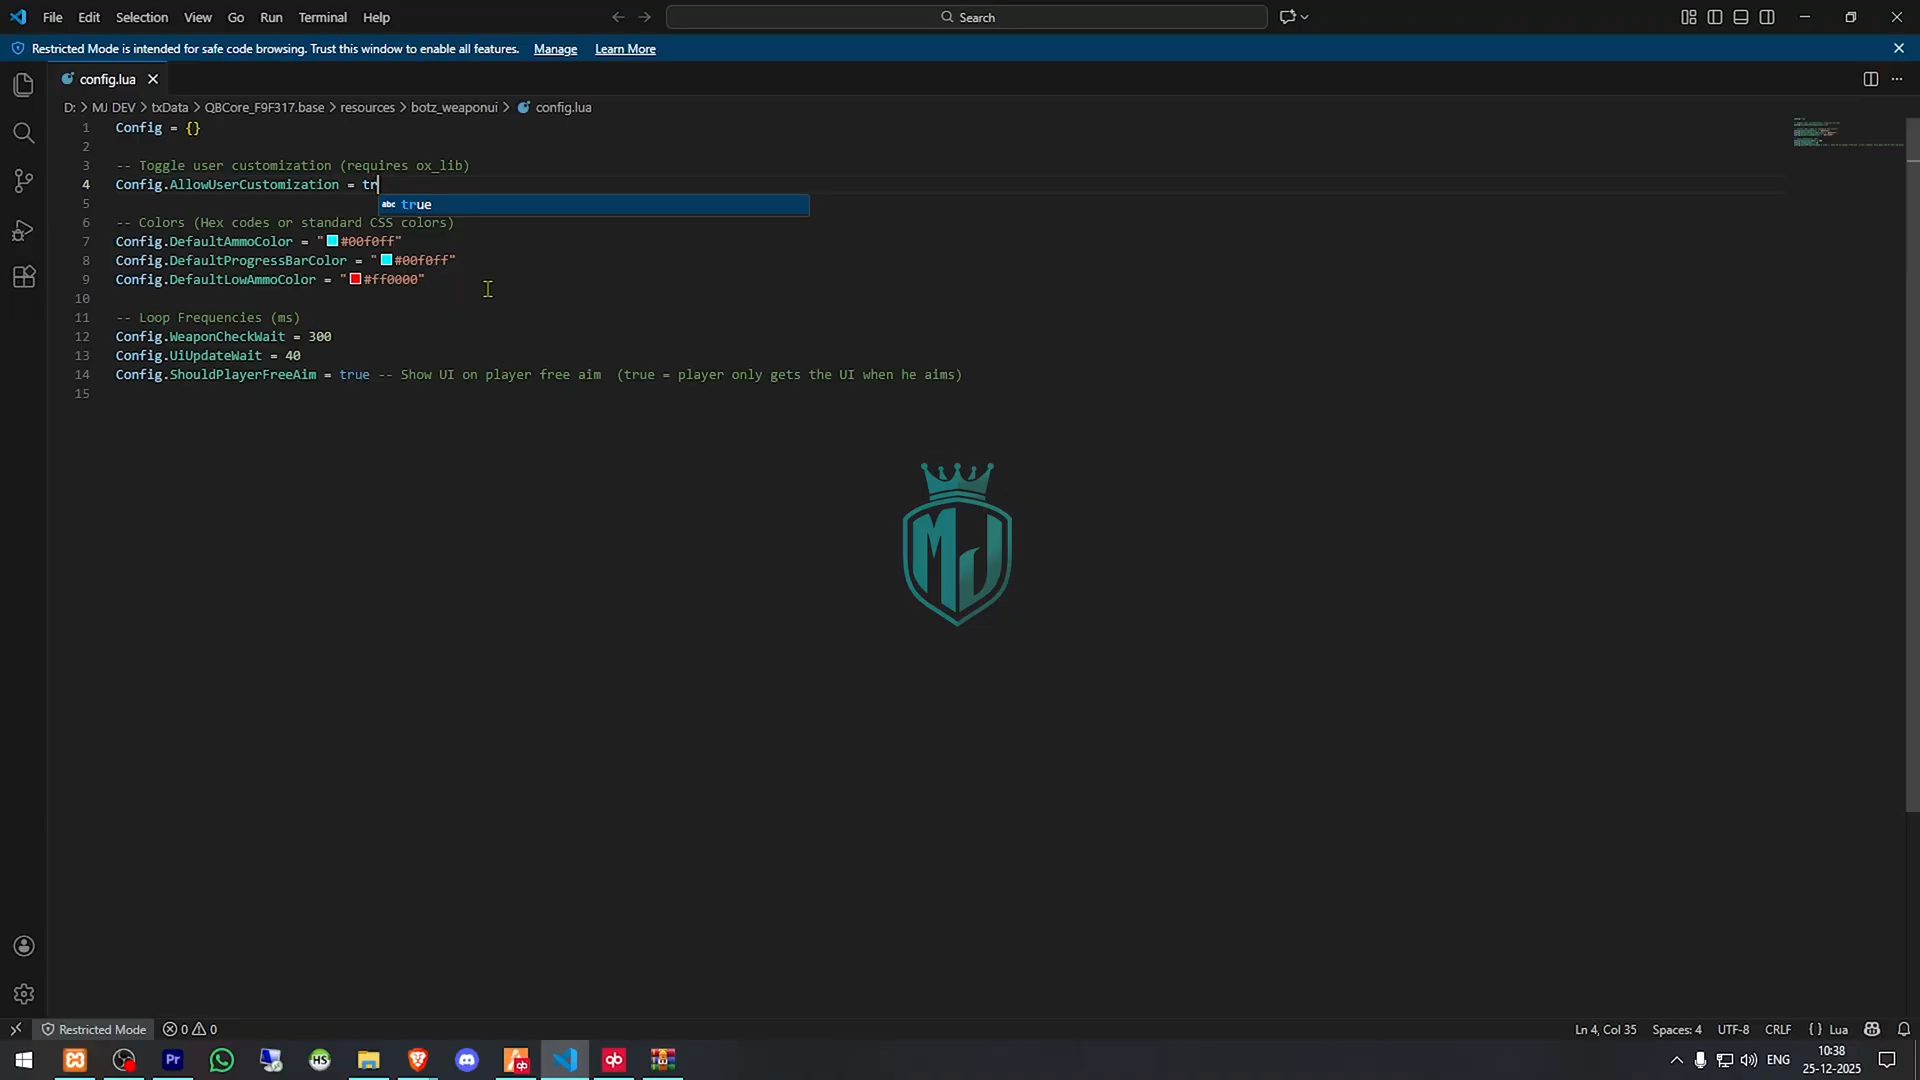 File Edit Selection View Go Run Terminal Help
Search
Restricted Mode is intended for safe code browsing. Trust this window to enable all features. Manage Learn More
config.lua
D: > MJ DEV > txData > QBCore_F9F317.base > resources > botz_weaponui > config.lua
1 Config = {}
2
3 -- Toggle user customization (requires ox_lib)
4 Config.AllowUserCustomization = tr
abc true
5
6 -- Colors (Hex codes or standard CSS colors)
7 Config.DefaultAmmoColor = "#00f0ff"
8 Config.DefaultProgressBarColor = "#00f0ff"
9 Config.DefaultLowAmmoColor = "#ff0000"
10
11 -- Loop Frequencies (ms)
12 Config.WeaponCheckWait = 300
13 Config.UiUpdateWait = 40
14 Config.ShouldPlayerFreeAim = true -- Show UI on player free aim  (true = player only gets the UI when he aims)
15
MJ
Restricted Mode 0 0
Ln 4, Col 35 Spaces: 4 UTF-8 CRLF {} Lua
Pr HS qb qb
ENG
10:38
25-12-2025